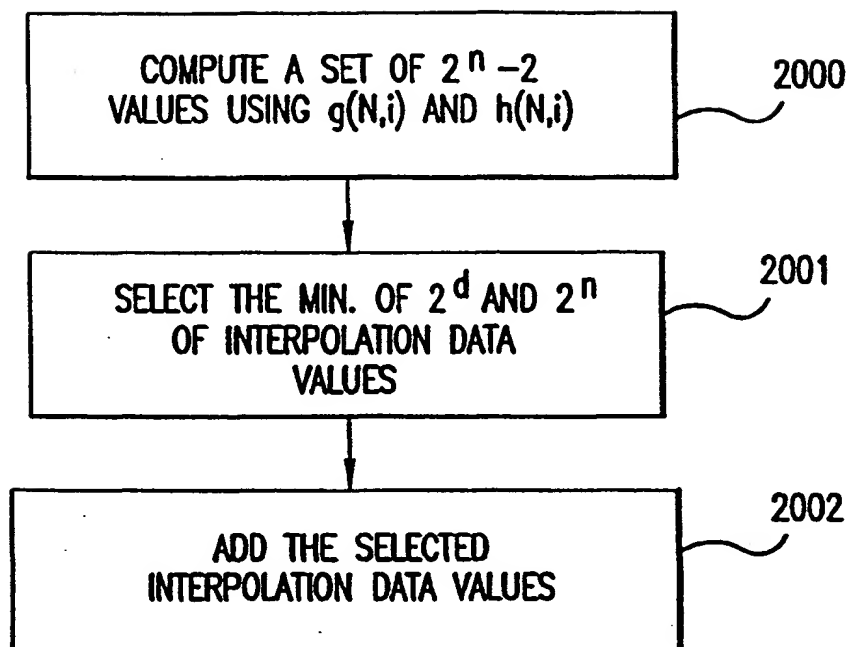 COMPUTE A SET OF 2ⁿ −2
VALUES USING g(N,i) AND h(N,i)
2000
SELECT THE MIN. OF 2ᵈ AND 2ⁿ
OF INTERPOLATION DATA
VALUES
2001
ADD THE SELECTED
INTERPOLATION DATA VALUES
2002